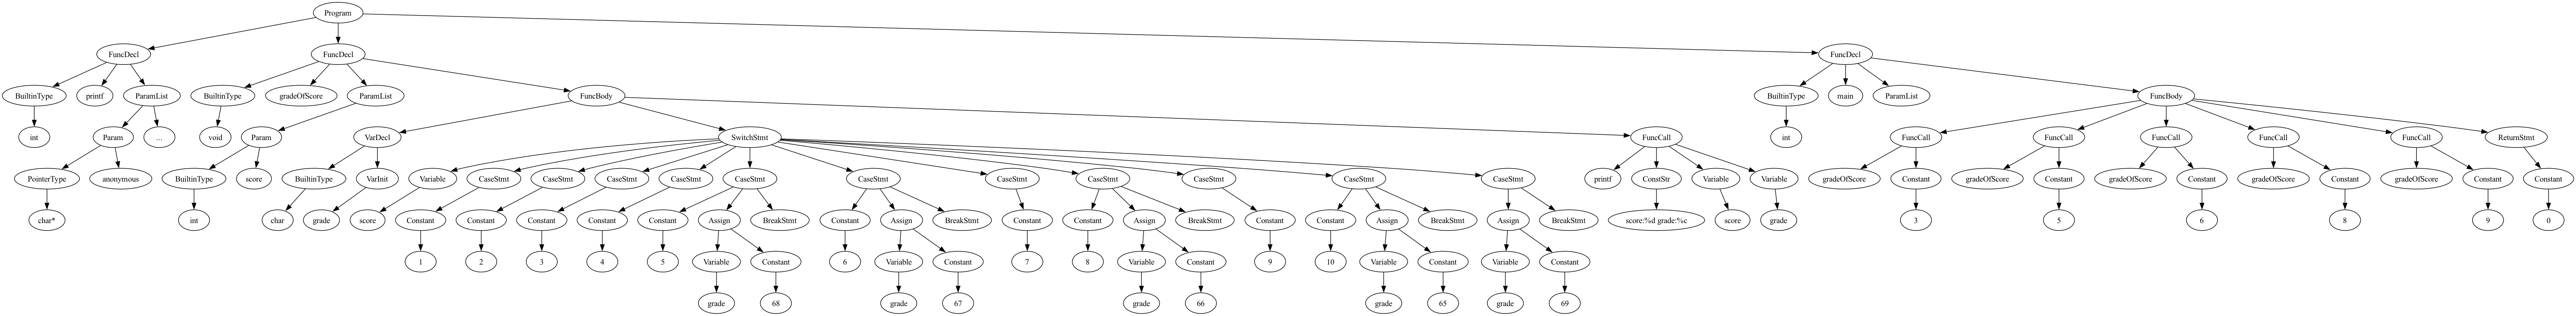 Program
FuncDecl FuncDecl FuncDecl
BuiltinType printf ParamList BuiltinType gradeOfScore ParamList FuncBody BuiltinType main ParamList FuncBody
int Param ... void Param VarDecl SwitchStmt FuncCall int FuncCall FuncCall FuncCall FuncCall FuncCall ReturnStmt
PointerType anonymous BuiltinType score BuiltinType VarInit Variable CaseStmt CaseStmt CaseStmt CaseStmt CaseStmt CaseStmt CaseStmt CaseStmt CaseStmt CaseStmt CaseStmt printf ConstStr Variable Variable gradeOfScore Constant gradeOfScore Constant gradeOfScore Constant gradeOfScore Constant gradeOfScore Constant Constant
char* int char grade score Constant Constant Constant Constant Constant Assign BreakStmt Constant Assign BreakStmt Constant Constant Assign BreakStmt Constant Constant Assign BreakStmt Assign BreakStmt score:%d grade:%c score grade 3 5 6 8 9 0
1 2 3 4 5 Variable Constant 6 Variable Constant 7 8 Variable Constant 9 10 Variable Constant Variable Constant
grade 68 grade 67 grade 66 grade 65 grade 69